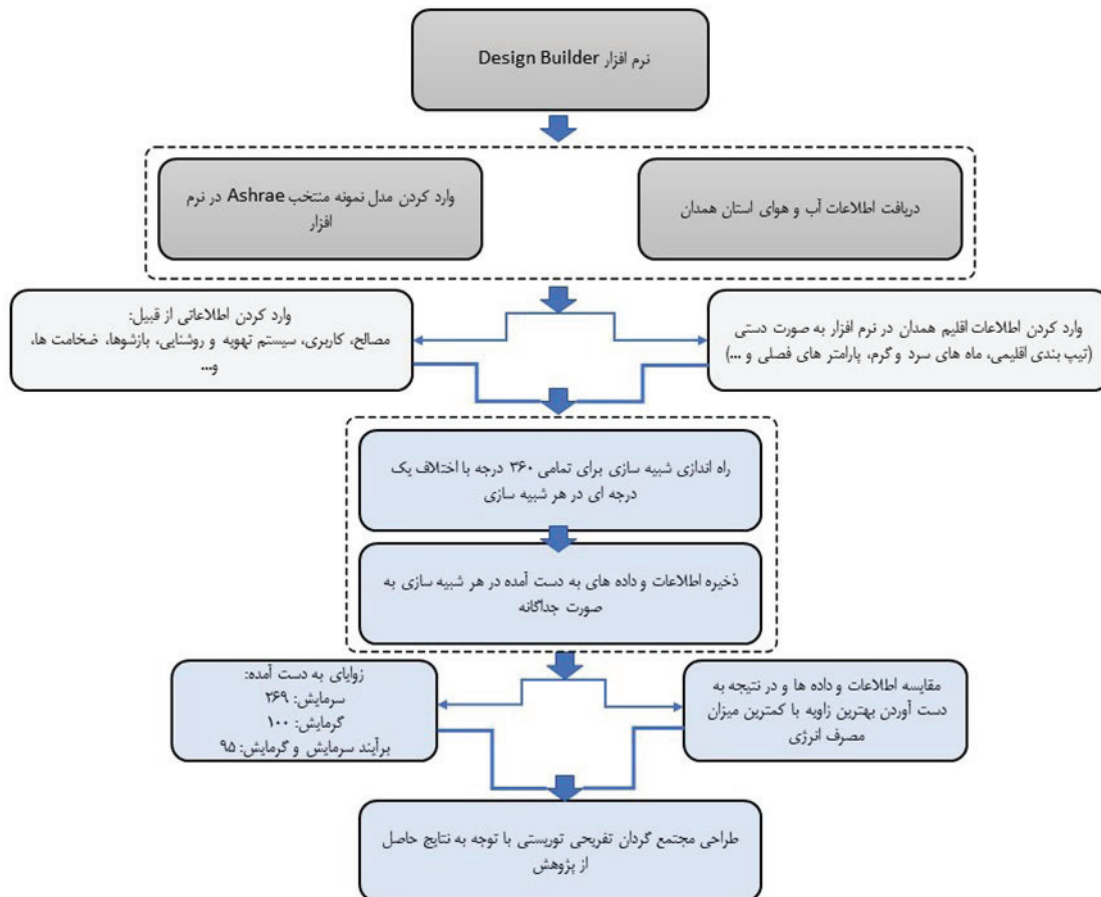 نرم افزار Design Builder
دریافت اطلاعات آب و هوای استان همدان
وارد کردن مدل نمونه منتخب Ashrae در نرم
افزار
وارد کردن اطلاعات اقلیم همدان در نرم افزار به صورت دستی
(تیپ بندی اقلیمی، ماه های سرد و گرم، پارامتر های فصلی و ...)
وارد کردن اطلاعاتی از قبیل:
مصالح، کاربری، سیستم تهویه و روشنایی، بازشوها، ضخامت ها،
و...
راه اندازی شبیه سازی برای تمامی ۳۶۰ درجه با اختلاف یک
درجه ای در هر شبیه سازی
ذخیره اطلاعات و داده های به دست آمده در هر شبیه سازی به
صورت جداگانه
مقایسه اطلاعات و داده ها و در نتیجه به
دست آوردن بهترین زاویه با کمترین میزان
مصرف انرژی
زوایای به دست آمده:
سرمایش: ۲۶۹
گرمایش: ۱۰۰
برآیند سرمایش و گرمایش: ۹۵
طراحی مجتمع گردان تفریحی توریستی با توجه به نتایج حاصل
از پژوهش